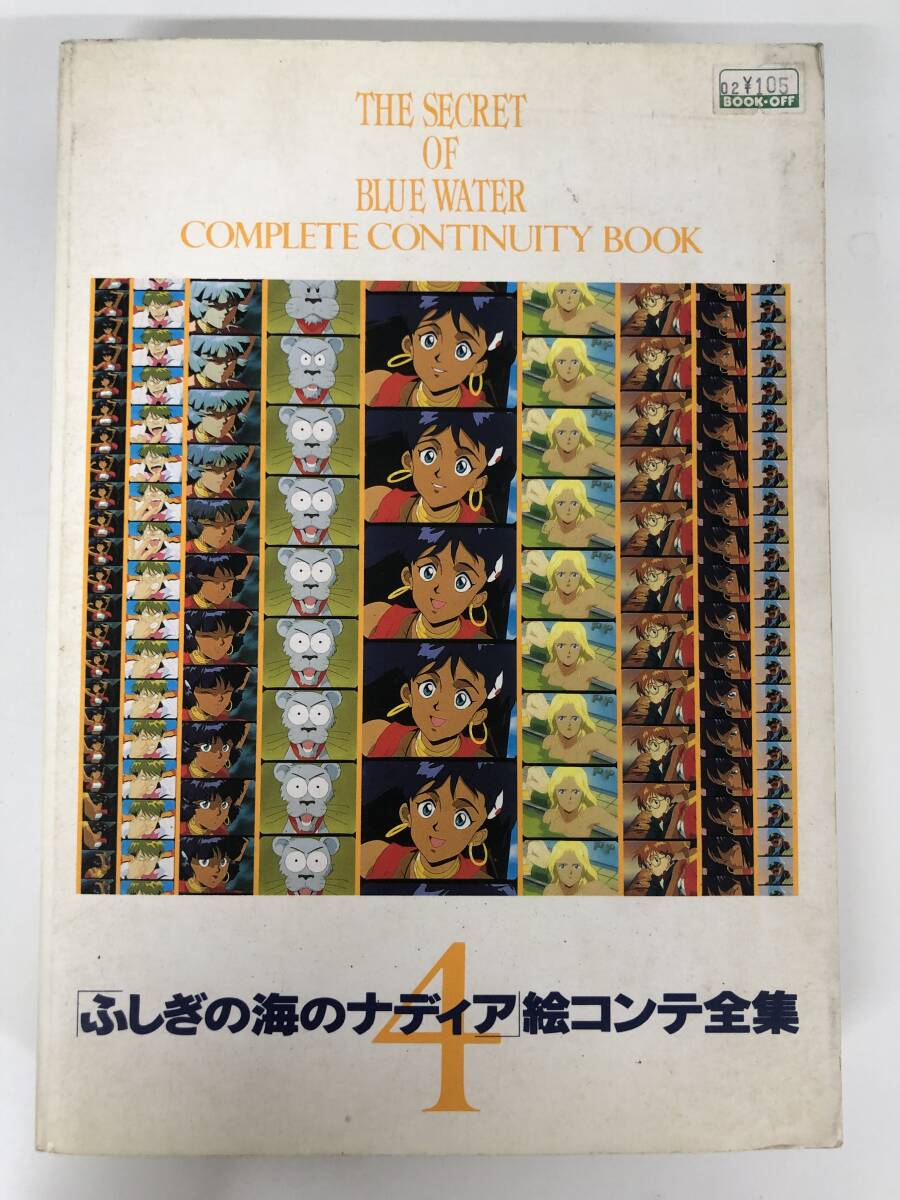 02 ¥105
BOOK·OFF
THE SECRET
OF
BLUE WATER
COMPLETE CONTINUITY BOOK
「ふしぎの海のナディア」絵コンテ全集
4